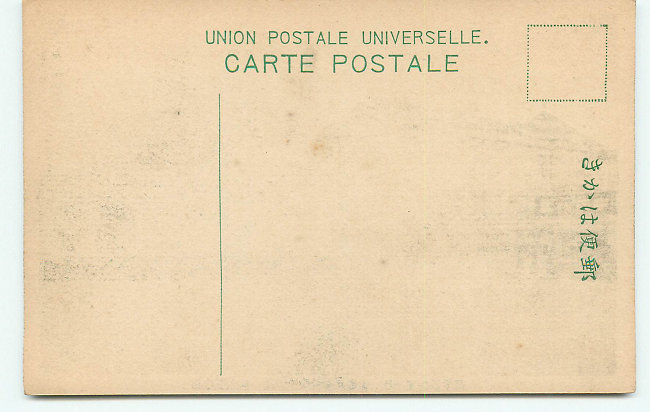 UNION POSTALE UNIVERSELLE.
CARTE POSTALE
郵便はかき